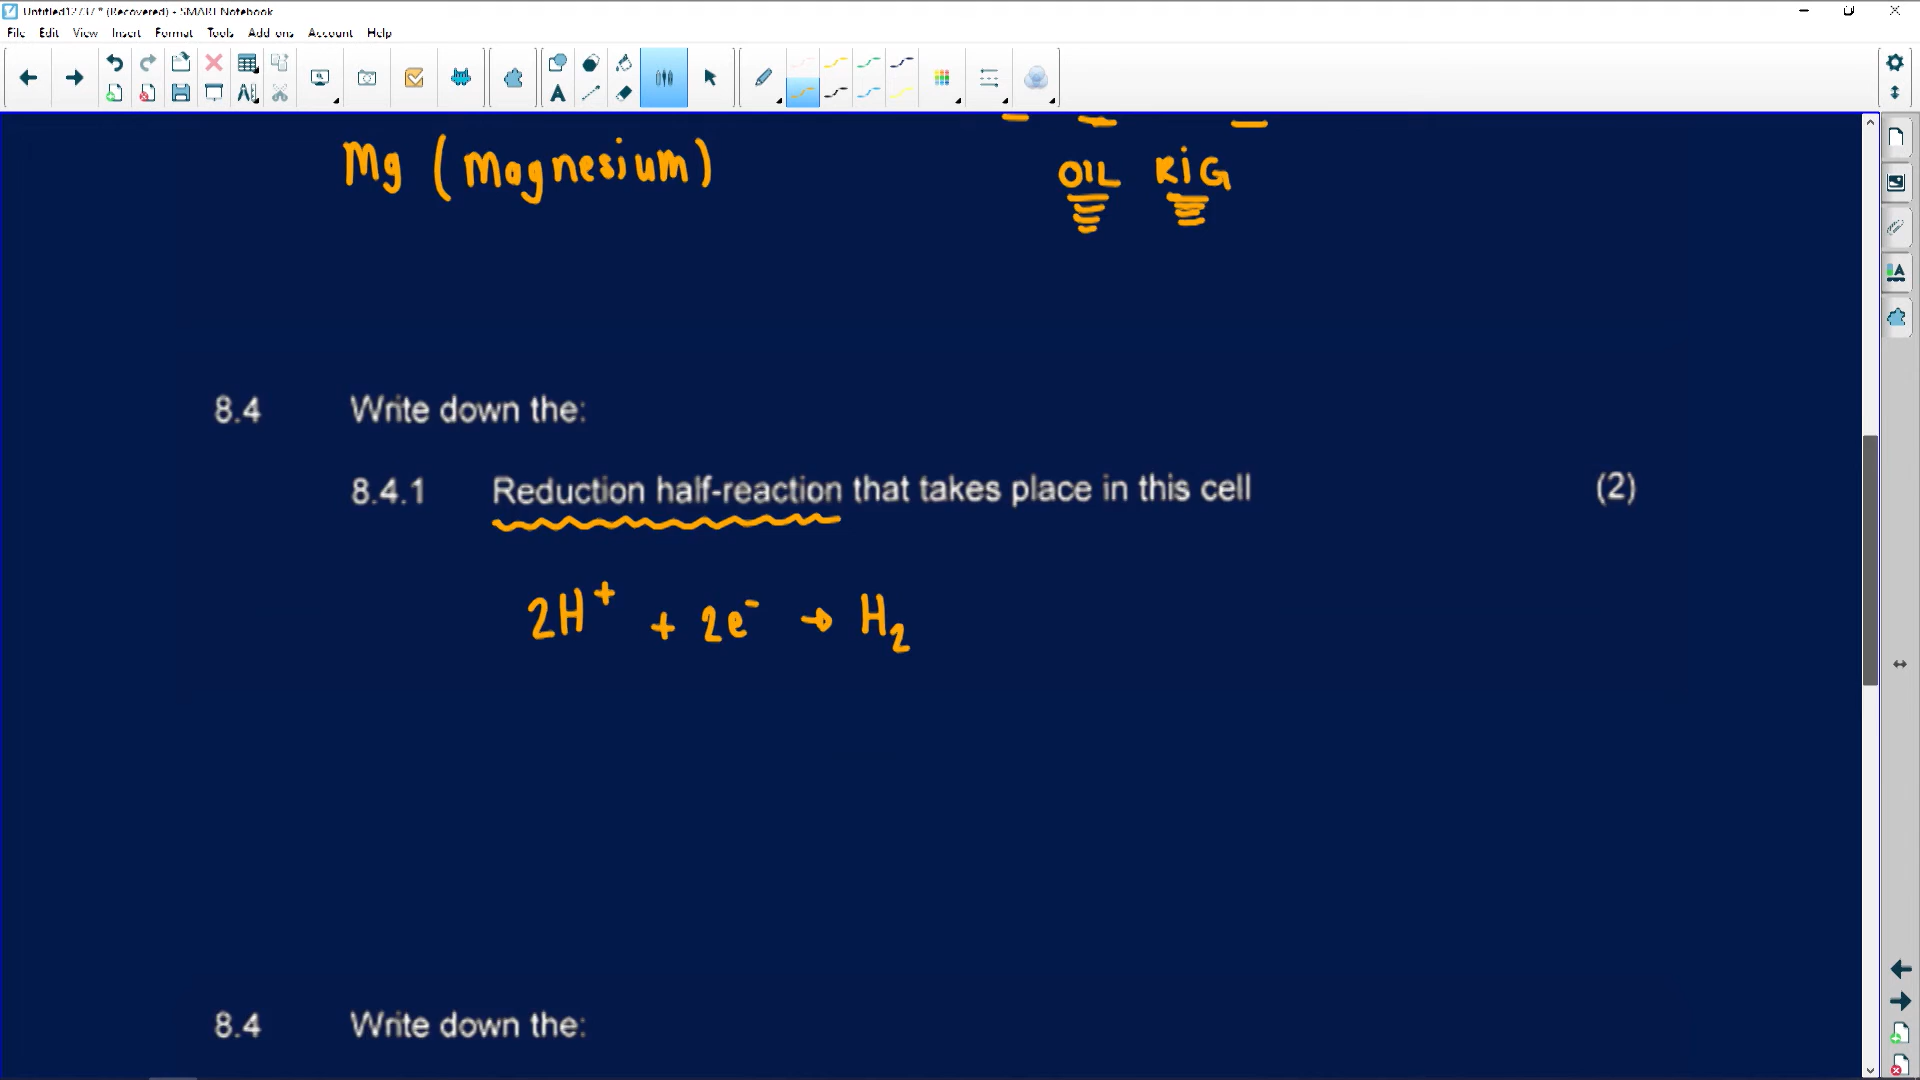 Untitled12737 * (Recovered) - SMART Notebook
File Edit View Insert Format Tools Add-ons Account Help
Mg (Magnesium)
OIL RiG
8.4 Write down the:
8.4.1 Reduction half-reaction that takes place in this cell (2)
2H⁺ + 2e⁻ → H₂
8.4 Write down the: